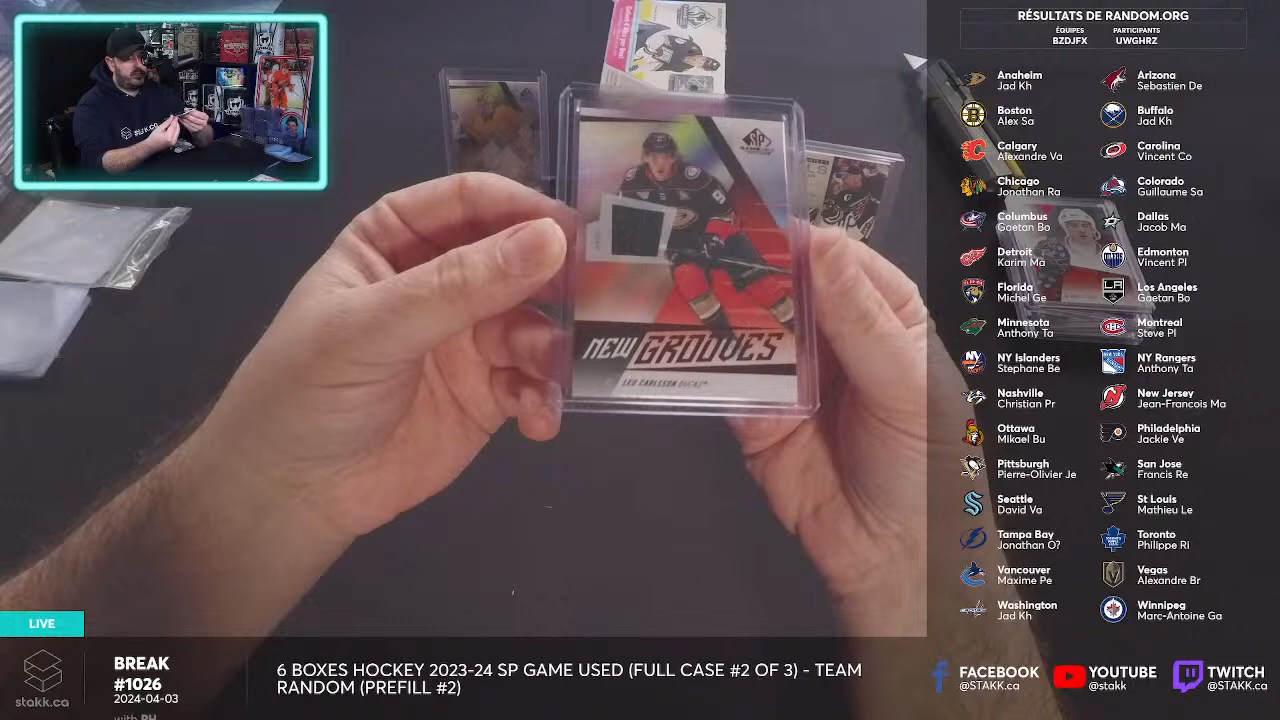 RÉSULTATS DE RANDOM.ORG
ÉQUIPES
BZDJFX
PARTICIPANTS
UWGHRZ
Anaheim
Jad Kh
Arizona
Sebastien De
Boston
Alex Sa
Buffalo
Jad Kh
Calgary
Alexandre Va
Carolina
Vincent Co
Chicago
Jonathan Ra
Colorado
Guillaume Sa
Columbus
Gaetan Bo
Dallas
Jacob Ma
Detroit
Karim Ma
Edmonton
Vincent Pl
Florida
Michel Ge
Los Angeles
Gaetan Bo
Minnesota
Anthony Ta
Montreal
Steve Pl
NY Islanders
Stephane Be
NY Rangers
Anthony Ta
Nashville
Christian Pr
New Jersey
Jean-Francois Ma
Ottawa
Mikael Bu
Philadelphia
Jackie Ve
Pittsburgh
Pierre-Olivier Je
San Jose
Francis Re
Seattle
David Va
St Louis
Mathieu Le
Tampa Bay
Jonathan O?
Toronto
Philippe Ri
Vancouver
Maxime Pe
Vegas
Alexandre Br
Washington
Jad Kh
Winnipeg
Marc-Antoine Ga
STAK.CO
SP
NEW GROOVES
LEO CARLSSON DUCKS
LIVE
stakk.ca
BREAK
#1026
2024-04-03
with PH
6 BOXES HOCKEY 2023-24 SP GAME USED (FULL CASE #2 OF 3) - TEAM
RANDOM (PREFILL #2)
FACEBOOK
@STAKK.ca
YOUTUBE
@stakk
TWITCH
@STAKK.ca